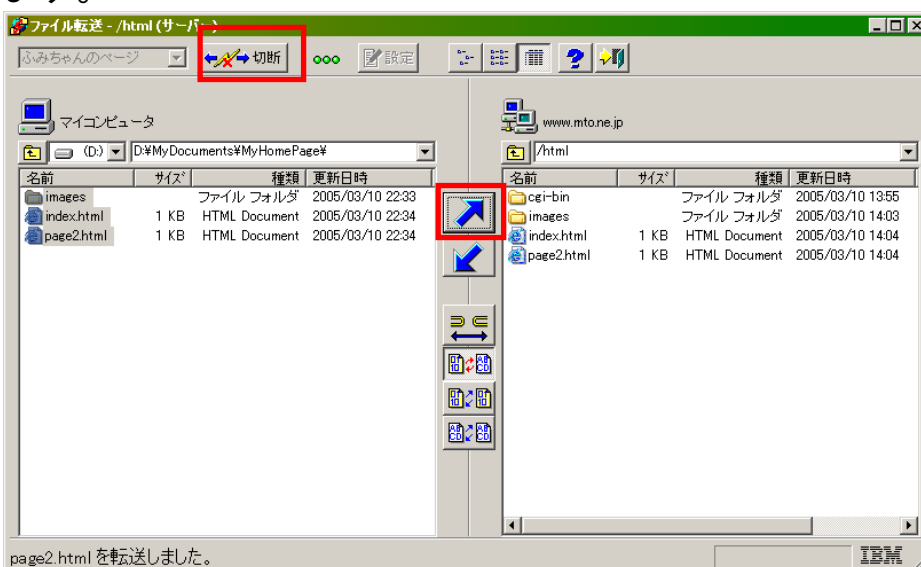 ファイル転送 - /html (サーバー)
ふみちゃんのページ 切断 設定
マイコンピュータ
www.mto.ne.jp
(D:) D:¥MyDocuments¥MyHomePage¥
/html
名前 サイズ 種類 更新日時
images ファイル フォルダ 2005/03/10 22:33
index.html 1 KB HTML Document 2005/03/10 22:34
page2.html 1 KB HTML Document 2005/03/10 22:34
名前 サイズ 種類 更新日時
cgi-bin ファイル フォルダ 2005/03/10 13:55
images ファイル フォルダ 2005/03/10 14:03
index.html 1 KB HTML Document 2005/03/10 14:04
page2.html 1 KB HTML Document 2005/03/10 14:04
page2.html を転送しました。
IBM